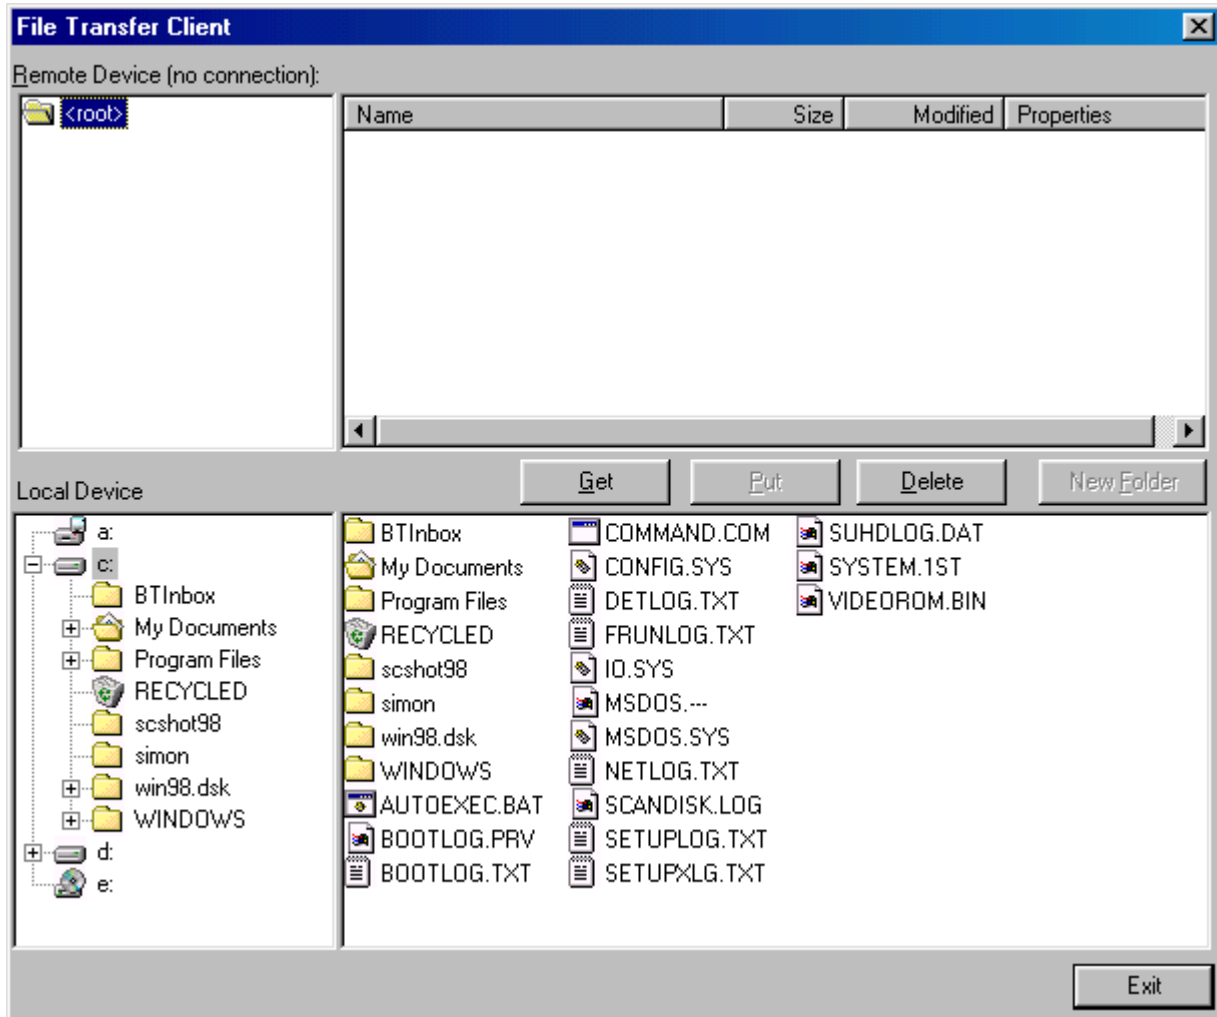 File Transfer Client
Remote Device (no connection):
<root>
Name Size Modified Properties
Get Put Delete New Folder
Local Device
a:
c:
BTInbox
My Documents
Program Files
RECYCLED
scshot98
simon
win98.dsk
WINDOWS
d:
e:
BTInbox COMMAND.COM SUHDLOG.DAT
My Documents CONFIG.SYS SYSTEM.1ST
Program Files DETLOG.TXT VIDEOROM.BIN
RECYCLED FRUNLOG.TXT
scshot98 IO.SYS
simon MSDOS.---
win98.dsk MSDOS.SYS
WINDOWS NETLOG.TXT
AUTOEXEC.BAT SCANDISK.LOG
BOOTLOG.PRV SETUPLOG.TXT
BOOTLOG.TXT SETUPXLG.TXT
Exit